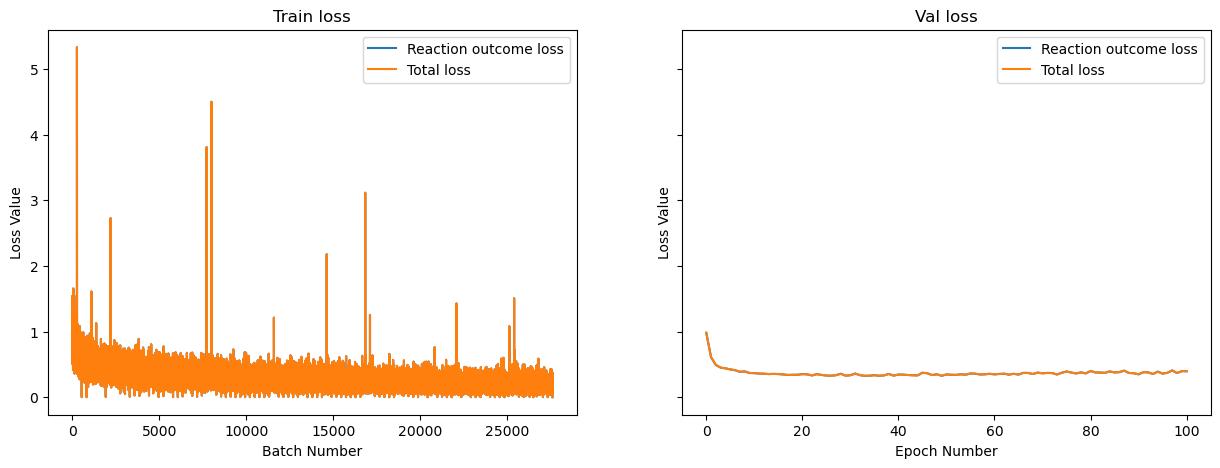 Train loss
Loss Value
5
4
3
2
1
0
Reaction outcome loss
Total loss
0
5000
10000
15000
20000
25000
Batch Number
Val loss
Loss Value
Reaction outcome loss
Total loss
0
20
40
60
80
100
Epoch Number